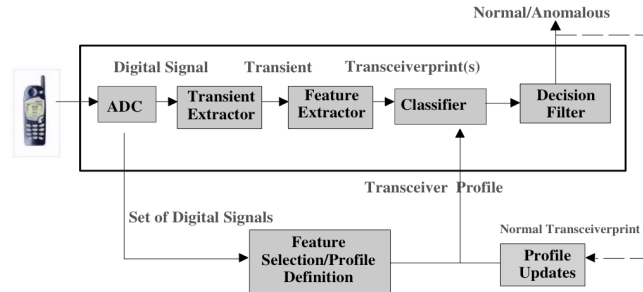 Normal/Anomalous
Digital Signal
Transient
Transceiverprint(s)
ADC
Transient
Extractor
Feature
Extractor
Classifier
Decision
Filter
Transceiver Profile
Set of Digital Signals
Normal Transceiverprint
Feature
Selection/Profile
Definition
Profile
Updates